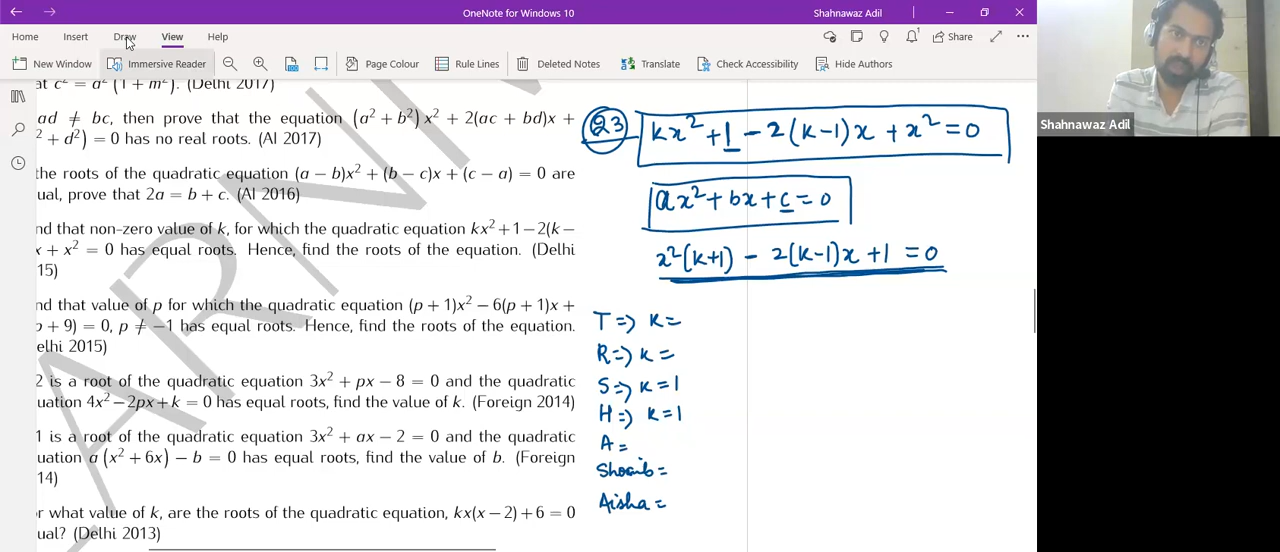 OneNote for Windows 10
Shahnawaz Adil
Home Insert Draw View Help
Share
New Window Immersive Reader Page Colour Rule Lines Deleted Notes Translate Check Accessibility Hide Authors
at c² = a² (1 + m²). (Delhi 2017)
ad ≠ bc, then prove that the equation (a² + b²) x² + 2(ac + bd)x +
² + d²) = 0 has no real roots. (AI 2017)
the roots of the quadratic equation (a − b)x² + (b − c)x + (c − a) = 0 are
ual, prove that 2a = b + c. (AI 2016)
nd that non-zero value of k, for which the quadratic equation kx² + 1 − 2(k −
x + x² = 0 has equal roots. Hence, find the roots of the equation. (Delhi
15)
nd that value of p for which the quadratic equation (p + 1)x² − 6(p + 1)x +
p + 9) = 0, p ≠ −1 has equal roots. Hence, find the roots of the equation.
elhi 2015)
2 is a root of the quadratic equation 3x² + px − 8 = 0 and the quadratic
uation 4x² − 2px + k = 0 has equal roots, find the value of k. (Foreign 2014)
1 is a root of the quadratic equation 3x² + ax − 2 = 0 and the quadratic
uation a (x² + 6x) − b = 0 has equal roots, find the value of b. (Foreign
14)
r what value of k, are the roots of the quadratic equation, kx(x − 2) + 6 = 0
ual? (Delhi 2013)
Q3 kx² + 1 − 2(k−1)x + x² = 0
ax² + bx + c = 0
x²(k+1) − 2(k−1)x + 1 = 0
T => k =
R => k =
S => k = 1
H => k = 1
A =
Shoaib =
Aisha =
Shahnawaz Adil